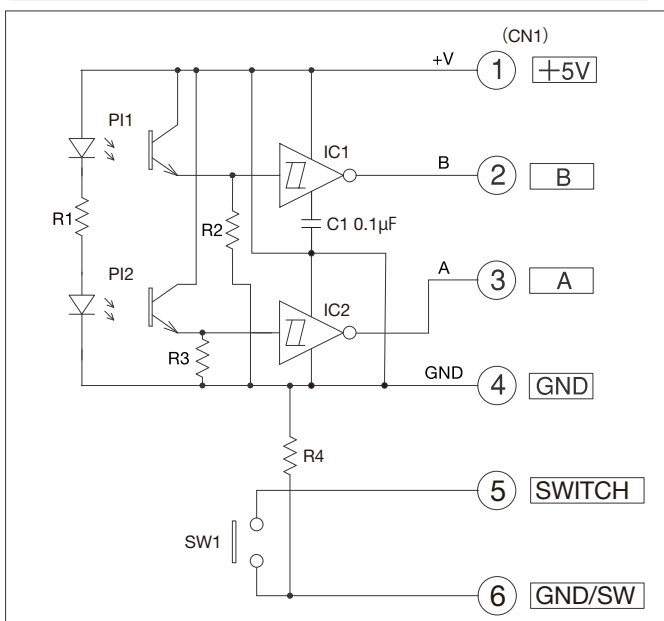 (CN1)
+V
1
+5V
PI1
IC1
B
2
B
R1
R2
C1 0.1μF
PI2
A
3
A
IC2
R3
GND
4
GND
R4
5
SWITCH
SW1
6
GND/SW